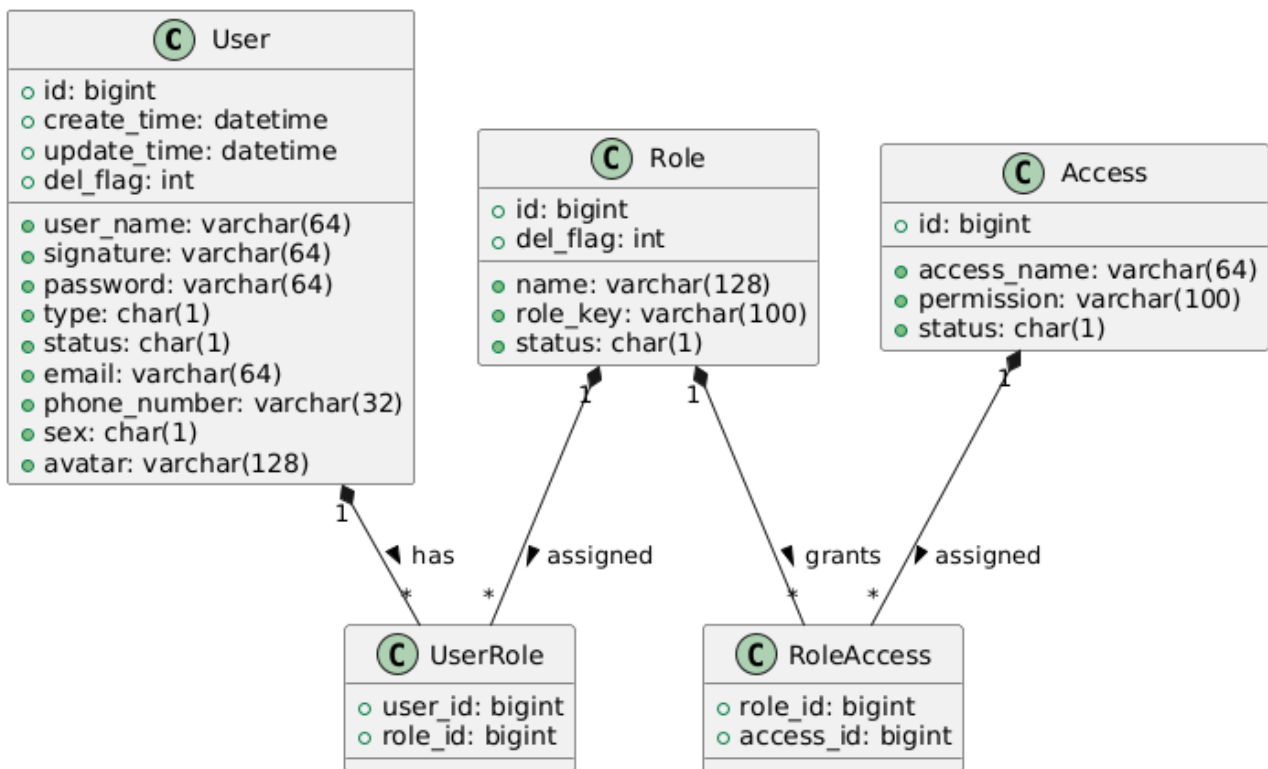 C User
id: bigint
create_time: datetime
update_time: datetime
del_flag: int
user_name: varchar(64)
signature: varchar(64)
password: varchar(64)
type: char(1)
status: char(1)
email: varchar(64)
phone_number: varchar(32)
sex: char(1)
avatar: varchar(128)
C Role
id: bigint
del_flag: int
name: varchar(128)
role_key: varchar(100)
status: char(1)
C Access
id: bigint
access_name: varchar(64)
permission: varchar(100)
status: char(1)
1
1
1
1
has
assigned
grants
assigned
*
*
*
*
C UserRole
user_id: bigint
role_id: bigint
C RoleAccess
role_id: bigint
access_id: bigint